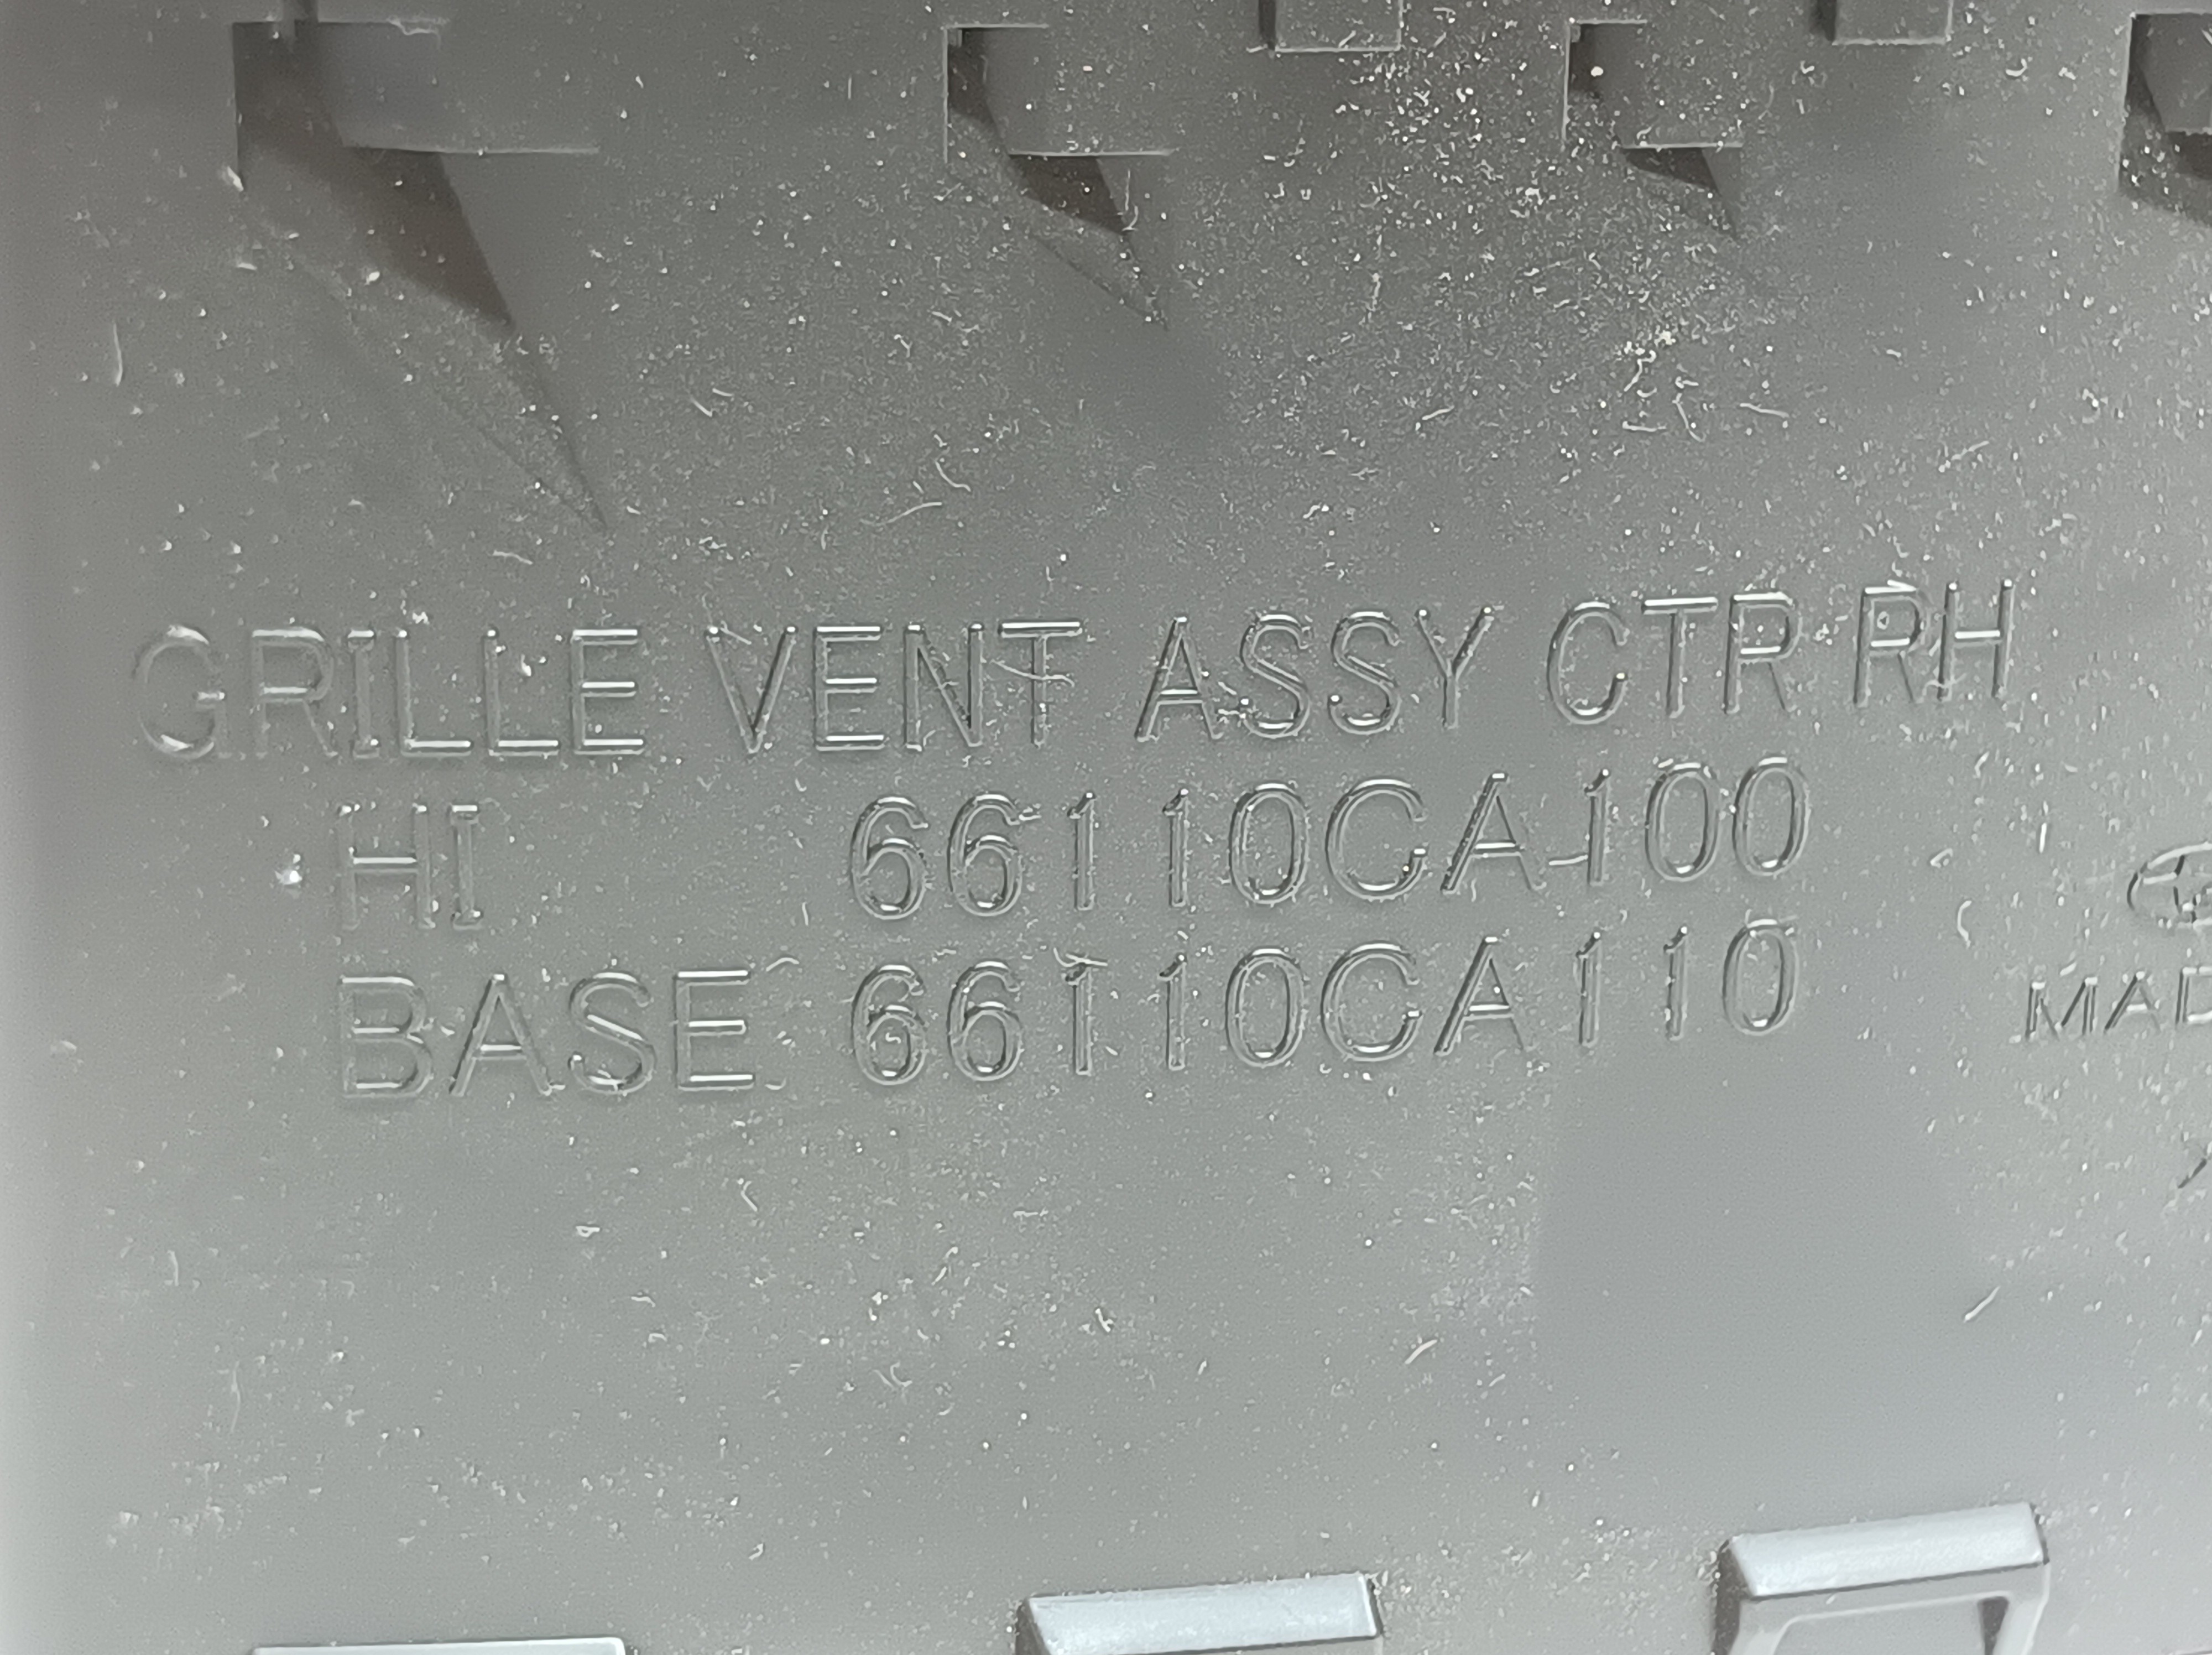 GRILLE VENT ASSY CTR RH
HI 66110CA100
BASE 66110CA110